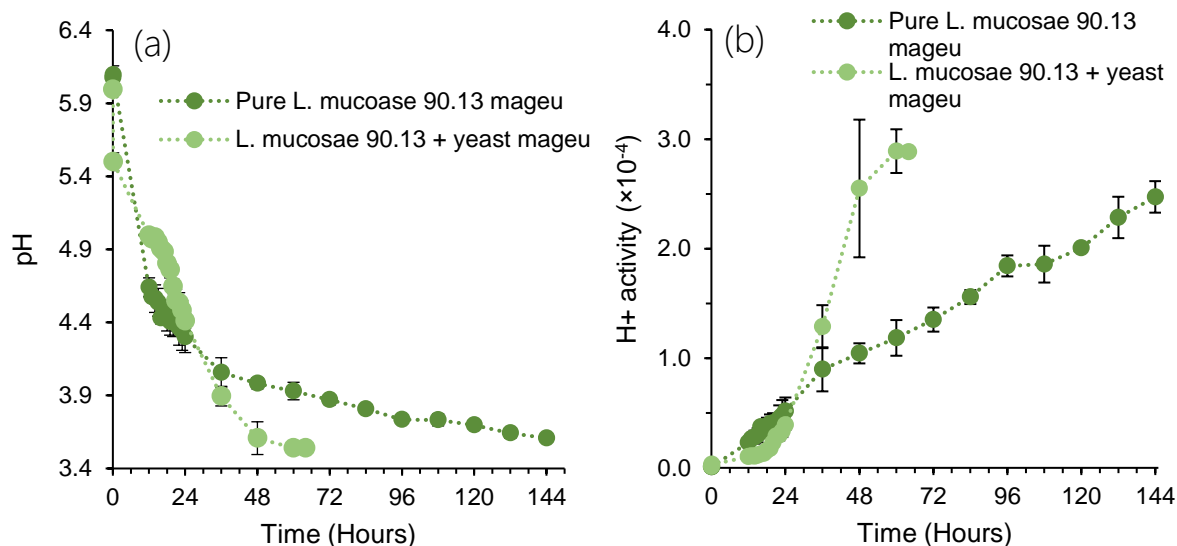 (a)
Pure L. mucoase 90.13 mageu
L. mucosae 90.13 + yeast mageu
pH
6.4
5.9
5.4
4.9
4.4
3.9
3.4
0 24 48 72 96 120 144
Time (Hours)
(b)
Pure L. mucosae 90.13
mageu
L. mucosae 90.13 + yeast
mageu
H+ activity (×10⁻⁴)
4.0
3.0
2.0
1.0
0.0
0 24 48 72 96 120 144
Time (Hours)